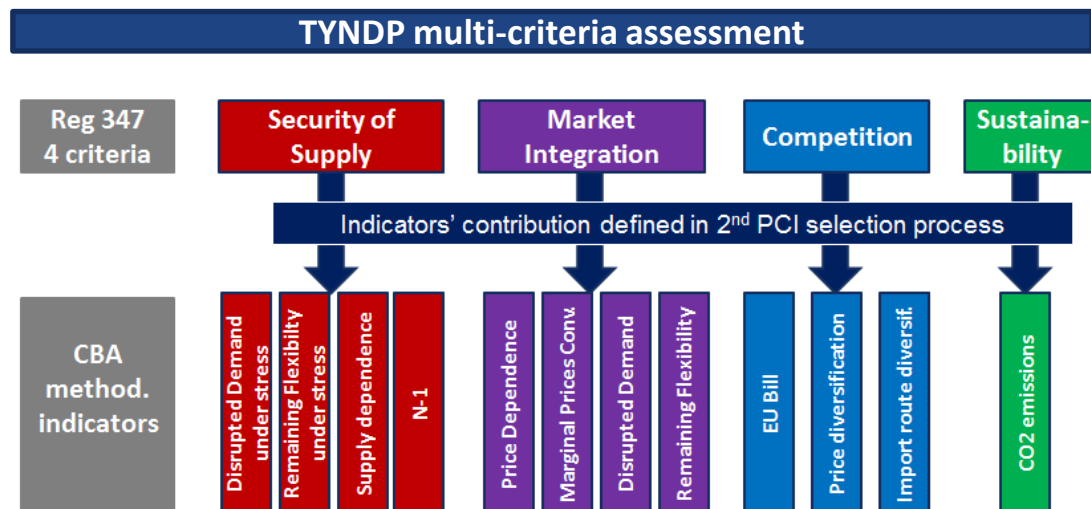 TYNDP multi-criteria assessment
Reg 347
4 criteria
Security of
Supply
Market
Integration
Competition
Sustaina-
bility
Indicators' contribution defined in 2nd PCI selection process
CBA
method.
indicators
Disrupted Demand
under stress
Remaining Flexibilty
under stress
Supply dependence
N-1
Price Dependence
Marginal Prices Conv.
Disrupted Demand
Remaining Flexibility
EU Bill
Price diversification
Import route diversif.
CO2 emissions